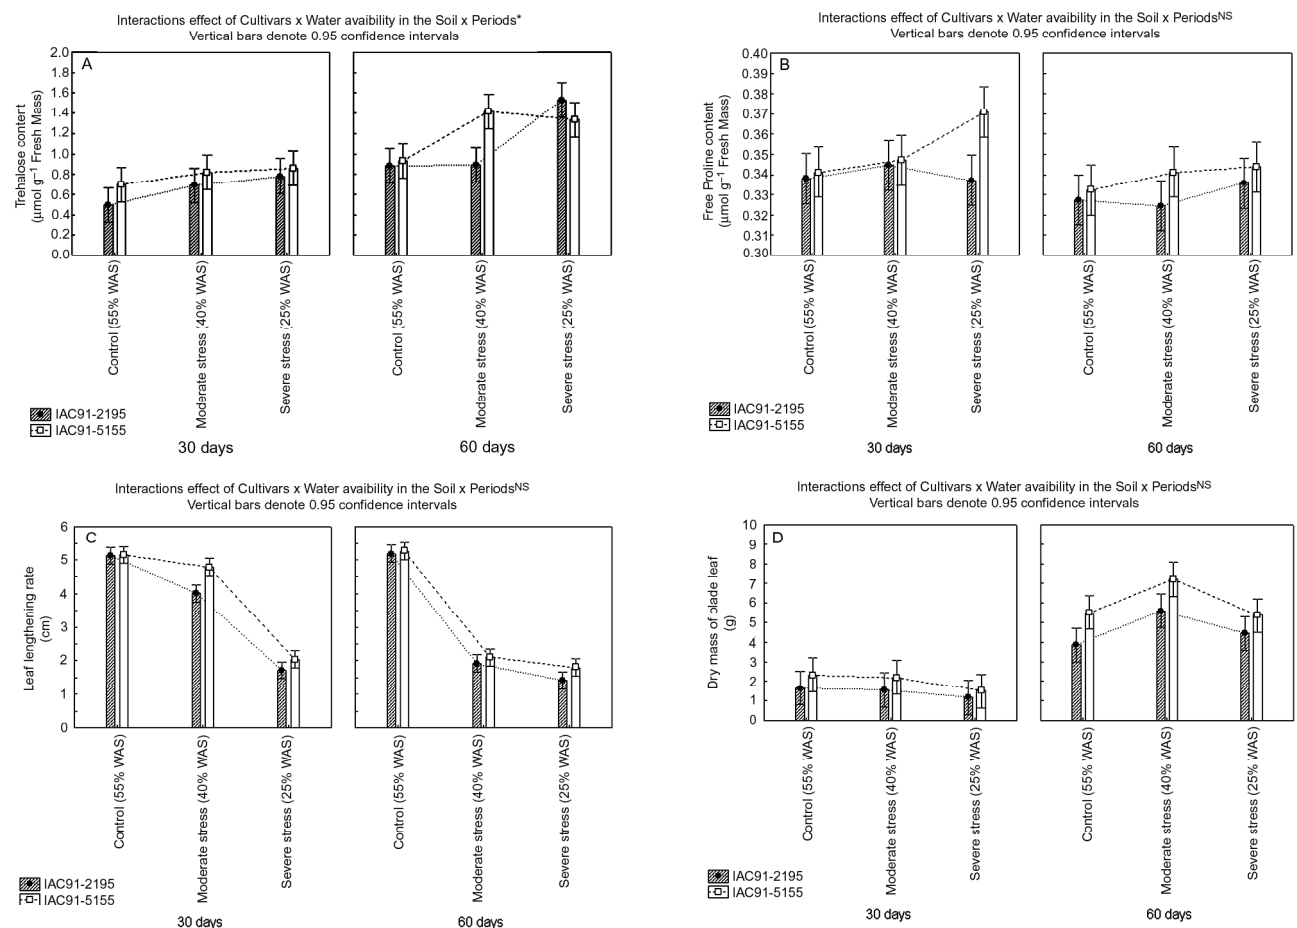 Interactions effect of Cultivars x Water avaibility in the Soil x Periods*
Vertical bars denote 0.95 confidence intervals
A
Trehalose content
(µmol g⁻¹ Fresh Mass)
2.0
1.8
1.6
1.4
1.2
1.0
0.8
0.6
0.4
0.2
0.0
Control (55% WAS)
Moderate stress (40% WAS)
Severe stress (25% WAS)
Control (55% WAS)
Moderate stress (40% WAS)
Severe stress (25% WAS)
IAC91-2195
IAC91-5155
30 days
60 days
Interactions effect of Cultivars x Water avaibility in the Soil x Periodsᴺˢ
Vertical bars denote 0.95 confidence intervals
B
Free Proline content
(µmol g⁻¹ Fresh Mass)
0.40
0.39
0.38
0.37
0.36
0.35
0.34
0.33
0.32
0.31
0.30
Control (55% WAS)
Moderate stress (40% WAS)
Severe stress (25% WAS)
Control (55% WAS)
Moderate stress (40% WAS)
Severe stress (25% WAS)
IAC91-2195
IAC91-5155
30 days
60 days
Interactions effect of Cultivars x Water avaibility in the Soil x Periodsᴺˢ
Vertical bars denote 0.95 confidence intervals
C
Leaf lengthening rate
(cm)
6
5
4
3
2
1
0
Control (55% WAS)
Moderate stress (40% WAS)
Severe stress (25% WAS)
Control (55% WAS)
Moderate stress (40% WAS)
Severe stress (25% WAS)
IAC91-2195
IAC91-5155
30 days
60 days
Interactions effect of Cultivars x Water avaibility in the Soil x Periodsᴺˢ
Vertical bars denote 0.95 confidence intervals
D
Dry mass of blade leaf
(g)
10
9
8
7
6
5
4
3
2
1
0
Control (55% WAS)
Moderate stress (40% WAS)
Severe stress (25% WAS)
Control (55% WAS)
Moderate stress (40% WAS)
Severe stress (25% WAS)
IAC91-2195
IAC91-5155
30 days
60 days